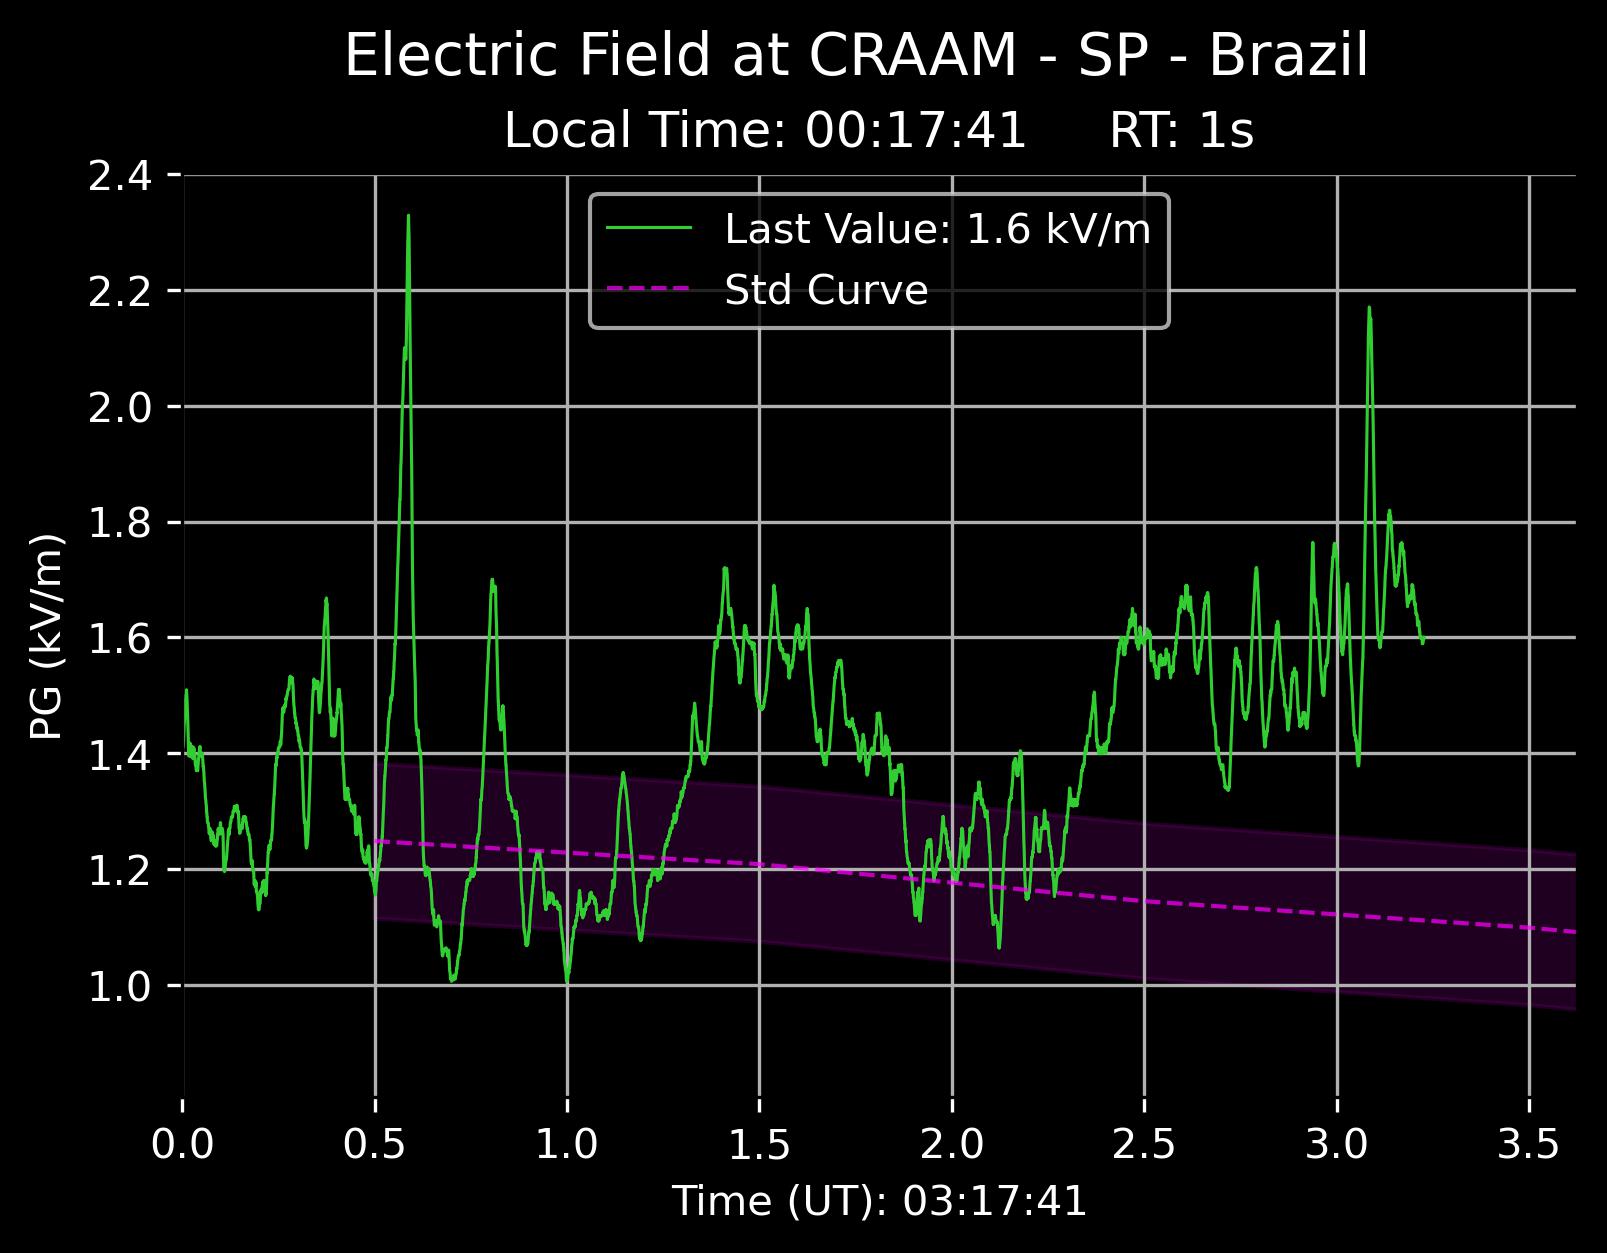 Electric Field at CRAAM - SP - Brazil
Local Time: 00:17:41 RT: 1s
Last Value: 1.6 kV/m
Std Curve
PG (kV/m)
2.4
2.2
2.0
1.8
1.6
1.4
1.2
1.0
0.0 0.5 1.0 1.5 2.0 2.5 3.0 3.5
Time (UT): 03:17:41